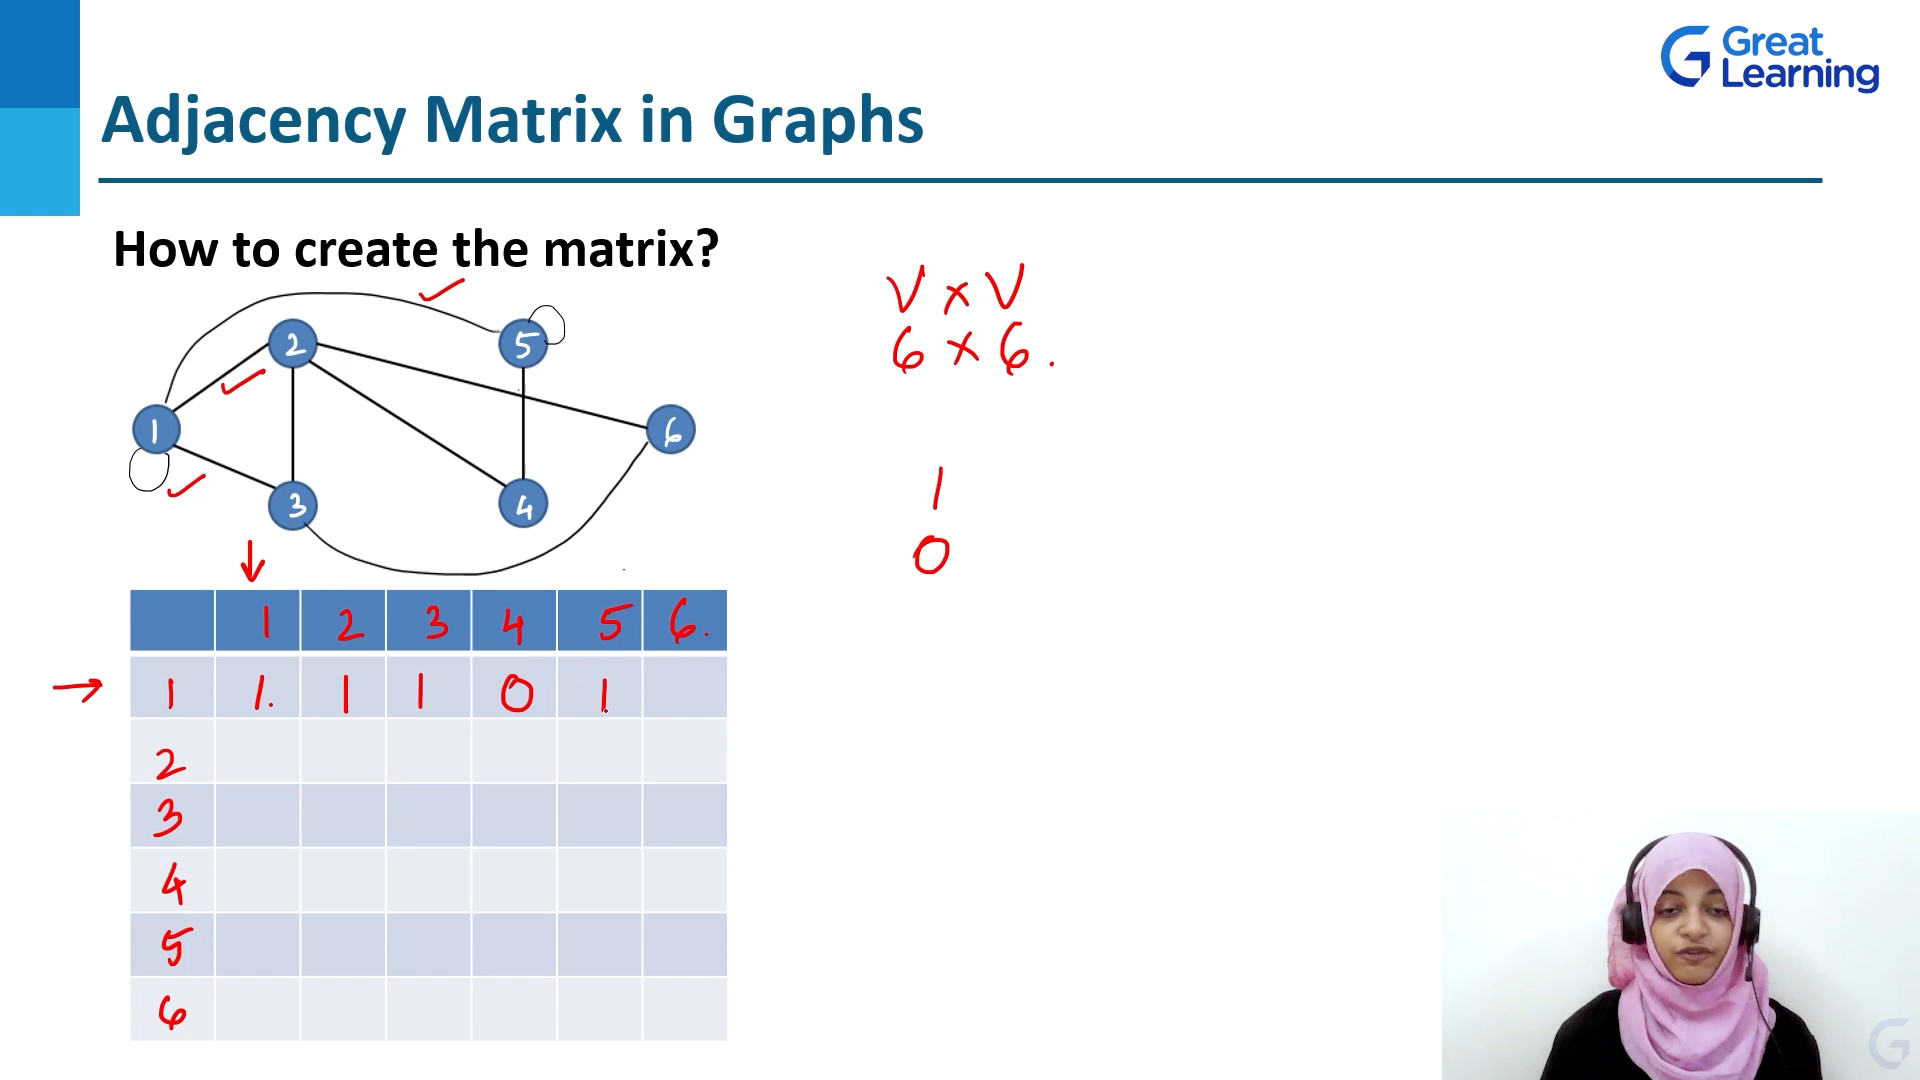 Great
Learning
Adjacency Matrix in Graphs
How to create the matrix?
V × V
6 × 6 .
2
5
1
6
3
4
1
0
1 2 3 4 5 6.
1 1. 1 1 0 1
2
3
4
5
6